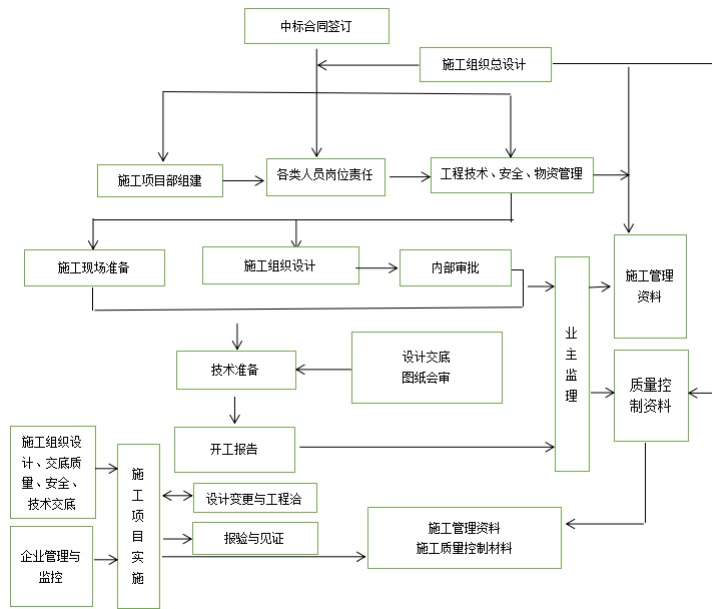 中标合同签订
施工组织总设计
施工项目部组建
各类人员岗位责任
工程技术、安全、物资管理
施工现场准备
施工组织设计
内部审批
业
主
监
理
施工管理
资料
技术准备
设计交底
图纸会审
质量控
制资料
开工报告
施工组织设
计、交底质
量、安全、
技术交底
施
工
项
目
实
施
设计变更与工程洽
报验与见证
施工管理资料
施工质量控制材料
企业管理与
监控